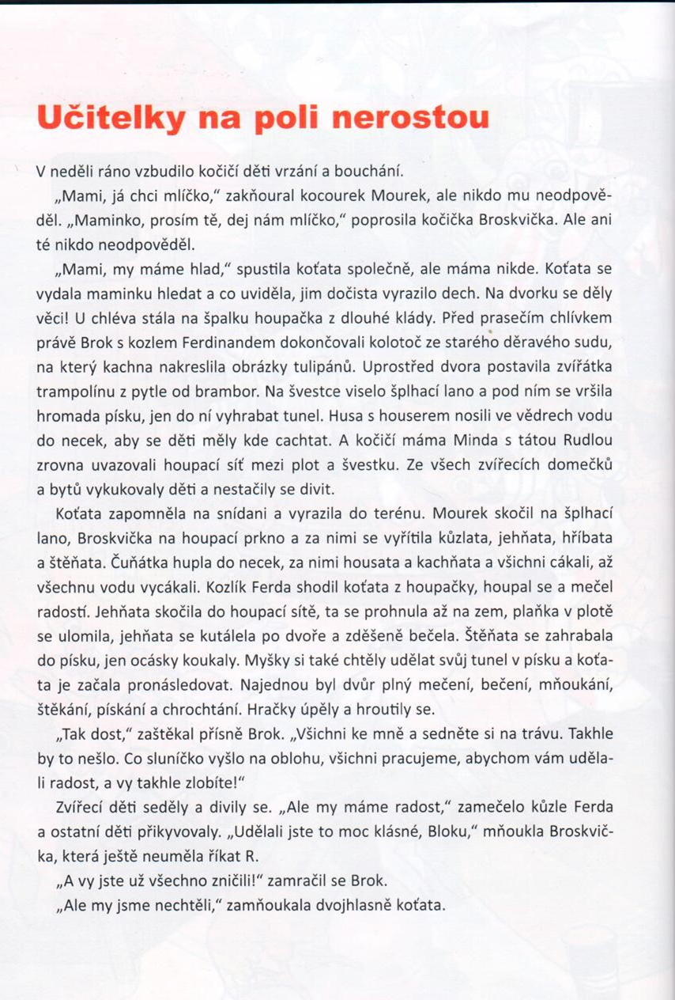 Učitelky na poli nerostou
V neděli ráno vzbudilo kočičí děti vrzání a bouchání.
„Mami, já chci mlíčko,“ zakňoural kocourek Mourek, ale nikdo mu neodpově-
děl. „Maminko, prosím tě, dej nám mlíčko,“ poprosila kočička Broskvička. Ale ani
té nikdo neodpověděl.
„Mami, my máme hlad,“ spustila koťata společně, ale máma nikde. Koťata se
vydala maminku hledat a co uviděla, jim dočista vyrazilo dech. Na dvorku se děly
věci! U chléva stála na špalku houpačka z dlouhé klády. Před prasečím chlívkem
právě Brok s kozlem Ferdinandem dokončovali kolotoč ze starého děravého sudu,
na který kachna nakreslila obrázky tulipánů. Uprostřed dvora postavila zvířátka
trampolínu z pytle od brambor. Na švestce viselo šplhací lano a pod ním se vršila
hromada písku, jen do ní vyhrabat tunel. Husa s houserem nosili ve vědrech vodu
do necek, aby se děti měly kde cachtat. A kočičí máma Minda s tátou Rudlou
zrovna uvazovali houpací síť mezi plot a švestku. Ze všech zvířecích domečků
a bytů vykukovaly děti a nestačily se divit.
Koťata zapomněla na snídani a vyrazila do terénu. Mourek skočil na šplhací
lano, Broskvička na houpací prkno a za nimi se vyřítila kůzlata, jehňata, hříbata
a štěňata. Čuňátka hupla do necek, za nimi housata a kachňata a všichni cákali, až
všechnu vodu vycákali. Kozlík Ferda shodil koťata z houpačky, houpal se a mečel
radostí. Jehňata skočila do houpací sítě, ta se prohnula až na zem, plaňka v plotě
se ulomila, jehňata se kutálela po dvoře a zděšeně bečela. Štěňata se zahrabala
do písku, jen ocásky koukaly. Myšky si také chtěly udělat svůj tunel v písku a koťa-
ta je začala pronásledovat. Najednou byl dvůr plný mečení, bečení, mňoukání,
štěkání, pískání a chrochtání. Hračky úpěly a hroutily se.
„Tak dost,“ zaštěkal přísně Brok. „Všichni ke mně a sedněte si na trávu. Takhle
by to nešlo. Co sluníčko vyšlo na oblohu, všichni pracujeme, abychom vám uděla-
li radost, a vy takhle zlobíte!“
Zvířecí děti seděly a divily se. „Ale my máme radost,“ zamečelo kůzle Ferda
a ostatní děti přikyvovaly. „Udělali jste to moc klásné, Bloku,“ mňoukla Broskvič-
ka, která ještě neuměla říkat R.
„A vy jste už všechno zničili!“ zamračil se Brok.
„Ale my jsme nechtěli,“ zamňoukala dvojhlasně koťata.